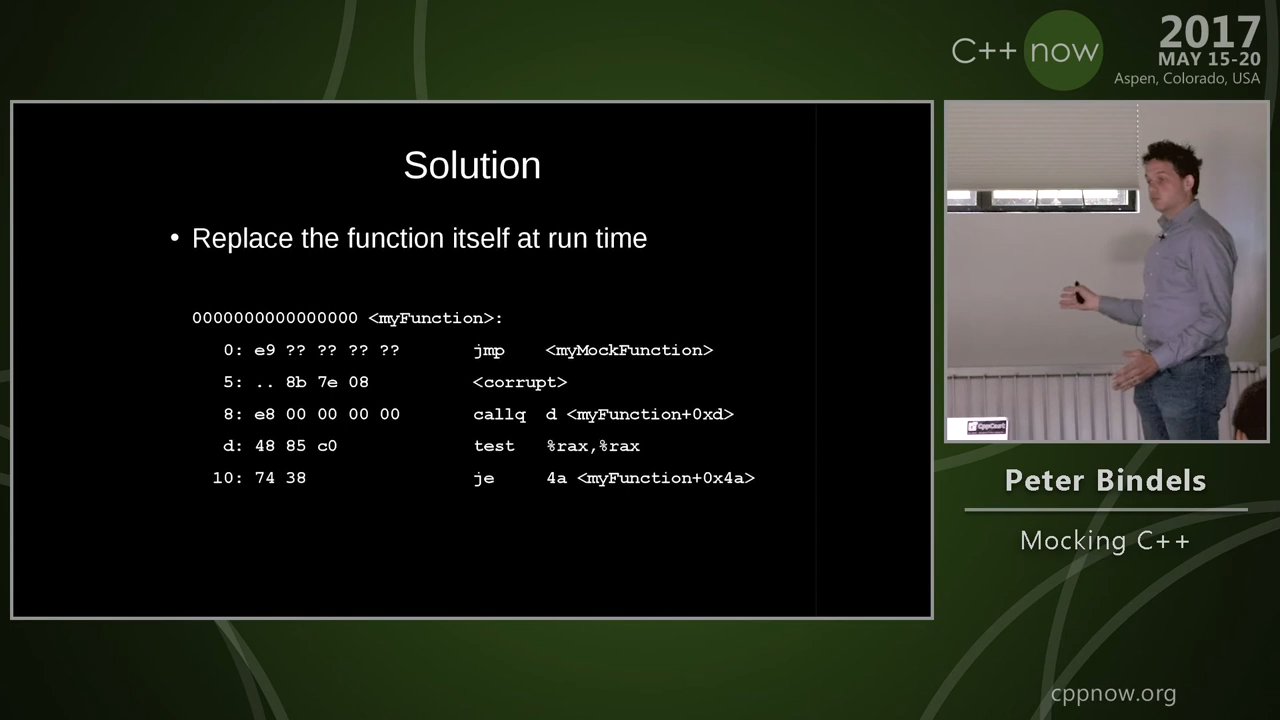 C++ now
2017
MAY 15-20
Aspen, Colorado, USA
Solution
• Replace the function itself at run time
0000000000000000 <myFunction>:
0: e9 ?? ?? ?? ?? jmp <myMockFunction>
5: .. 8b 7e 08 <corrupt>
8: e8 00 00 00 00 callq d <myFunction+0xd>
d: 48 85 c0 test %rax,%rax
10: 74 38 je 4a <myFunction+0x4a>
CppCast
Peter Bindels
Mocking C++
cppnow.org